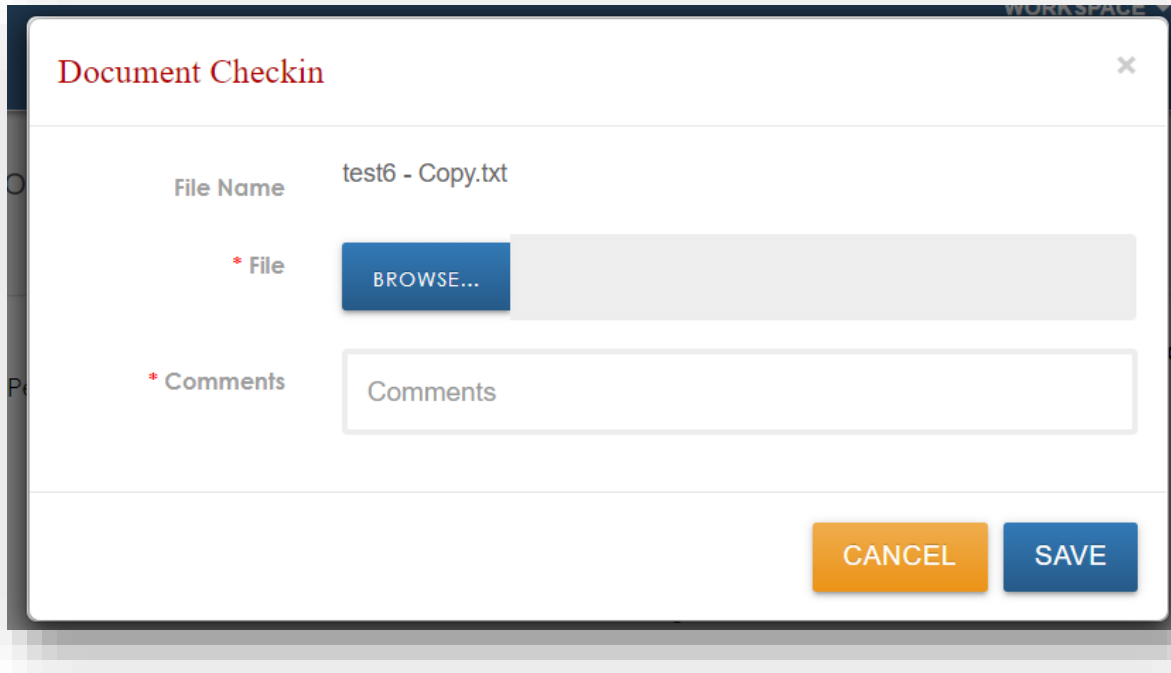 WORKSPACE
Document Checkin
×
File Name
test6 - Copy.txt
* File
BROWSE...
* Comments
Comments
CANCEL
SAVE